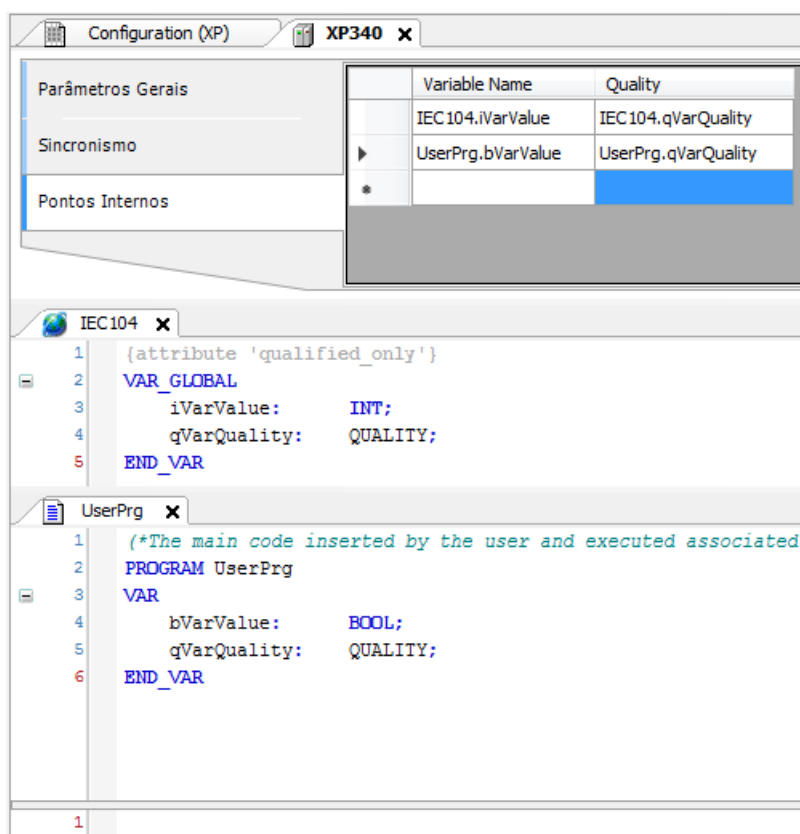 Configuration (XP) XP340
Parâmetros Gerais
Sincronismo
Pontos Internos
Variable Name Quality
IEC104.iVarValue IEC104.qVarQuality
UserPrg.bVarValue UserPrg.qVarQuality
IEC104
1 {attribute 'qualified_only'}
2 VAR_GLOBAL
3 iVarValue: INT;
4 qVarQuality: QUALITY;
5 END_VAR
UserPrg
1 (*The main code inserted by the user and executed associated
2 PROGRAM UserPrg
3 VAR
4 bVarValue: BOOL;
5 qVarQuality: QUALITY;
6 END_VAR
1